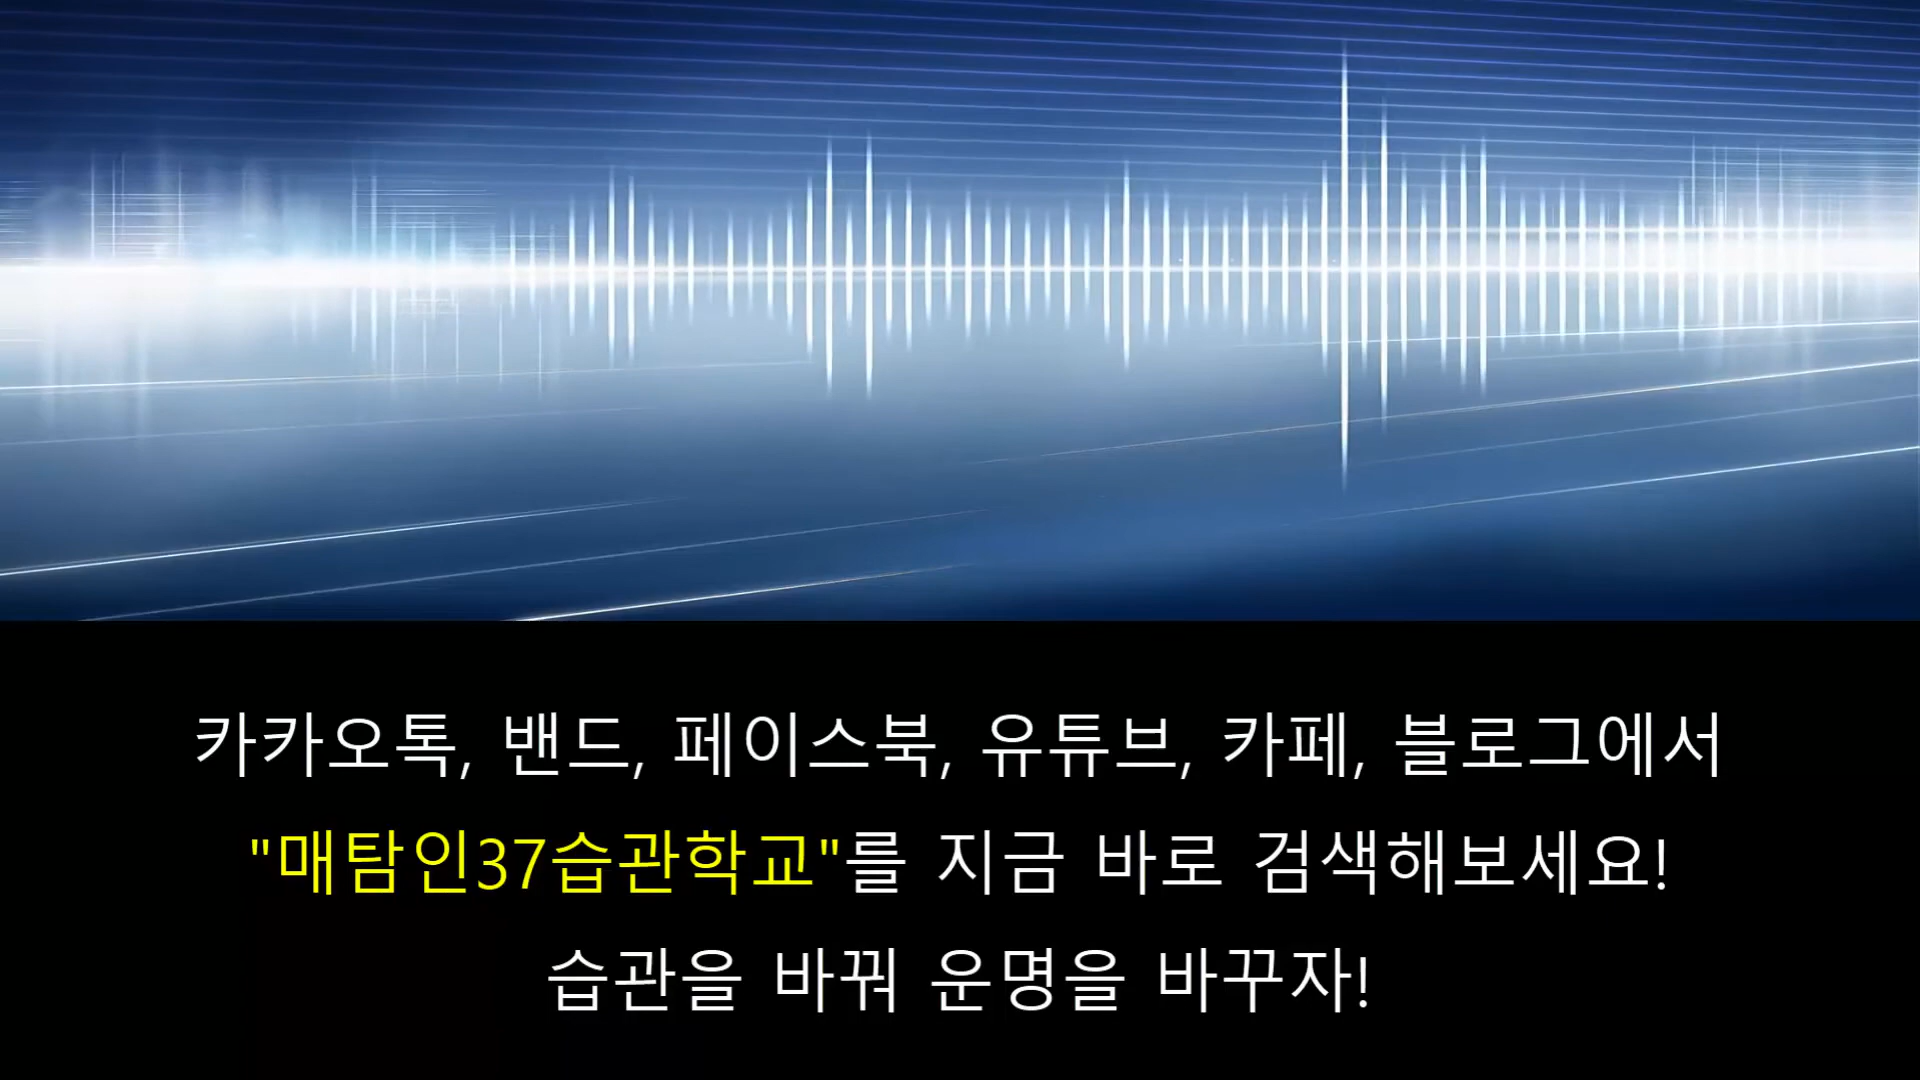 카카오톡, 밴드, 페이스북, 유튜브, 카페, 블로그에서
"매탐인37습관학교"를 지금 바로 검색해보세요!
습관을 바꿔 운명을 바꾸자!